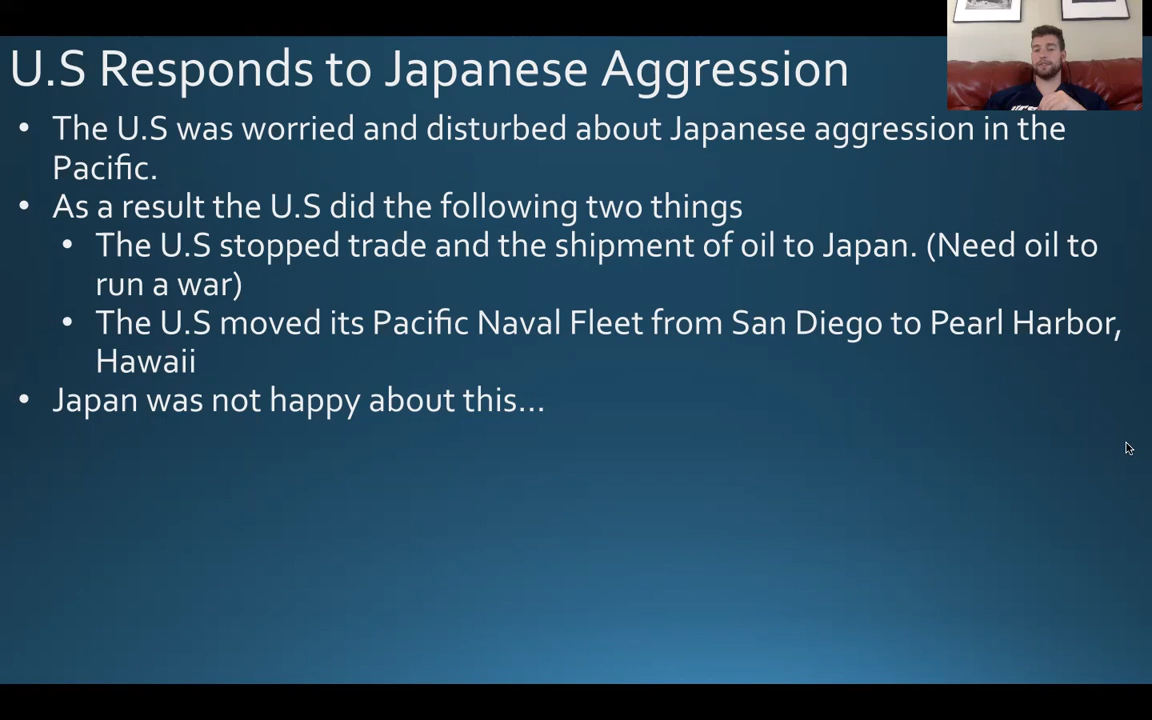 U.S Responds to Japanese Aggression
• The U.S was worried and disturbed about Japanese aggression in the
Pacific.
• As a result the U.S did the following two things
• The U.S stopped trade and the shipment of oil to Japan. (Need oil to
run a war)
• The U.S moved its Pacific Naval Fleet from San Diego to Pearl Harbor,
Hawaii
• Japan was not happy about this...